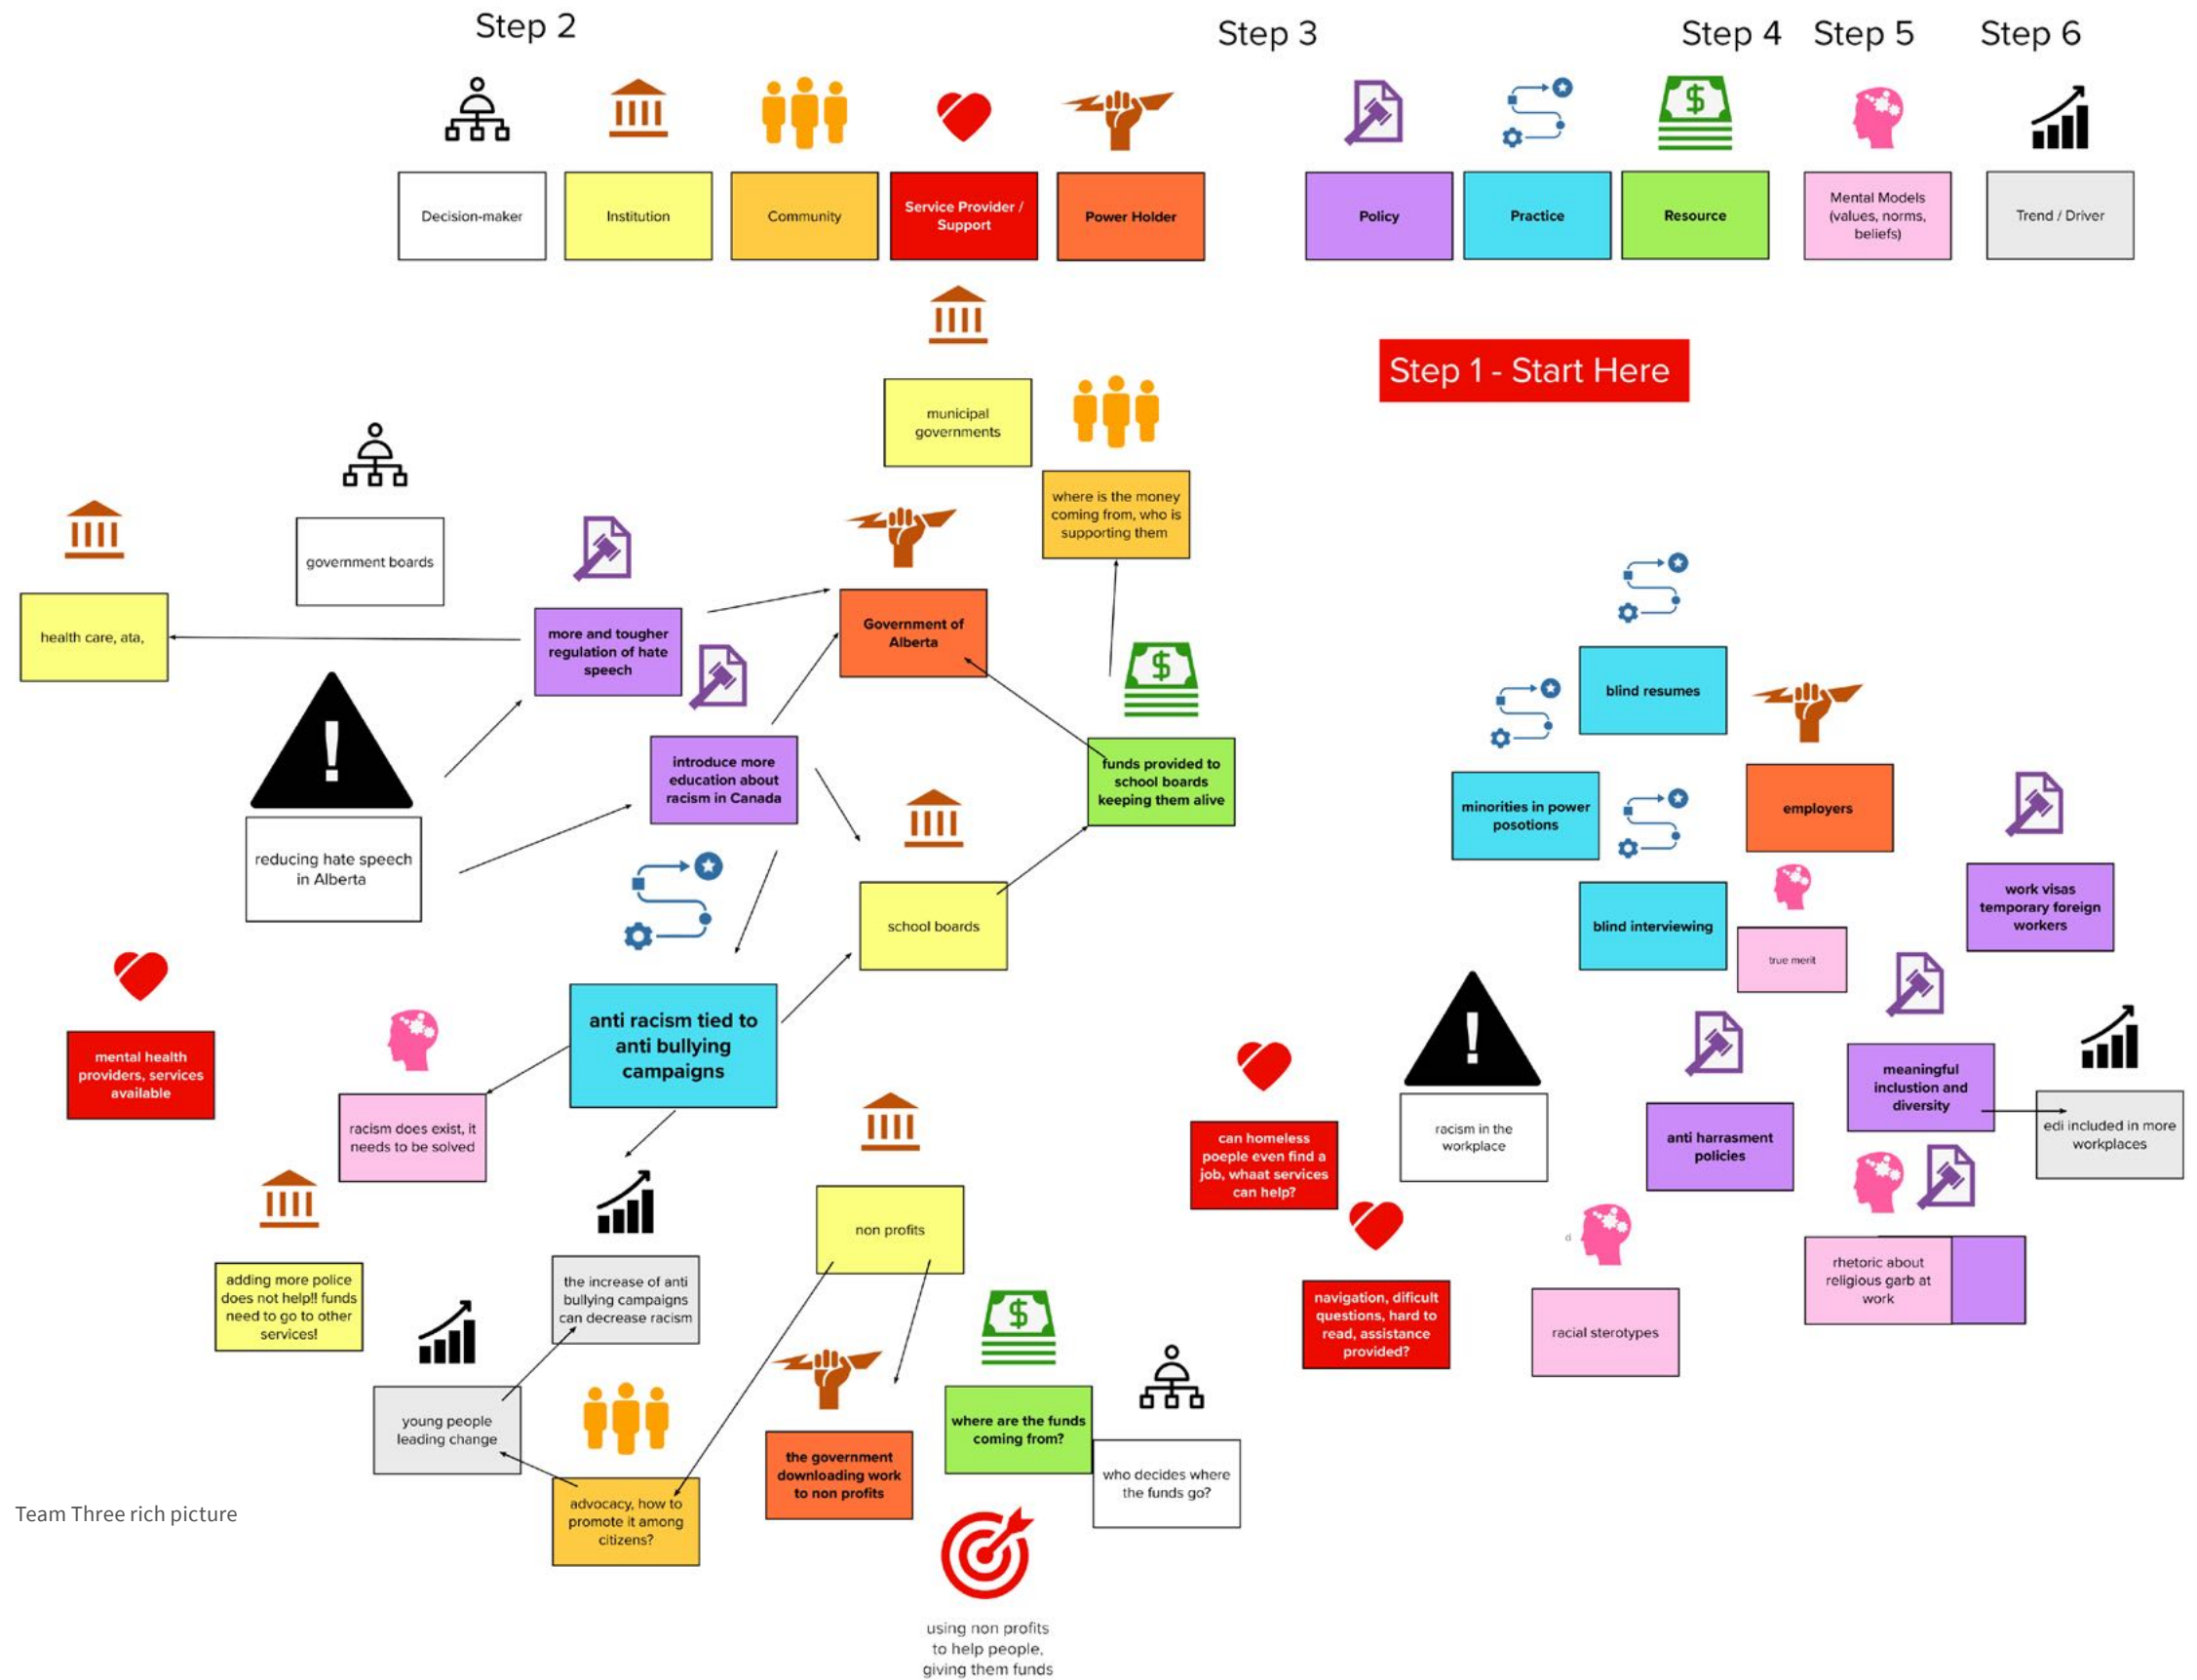 Step 2
Step 3
Step 4
Step 5
Step 6
Decision-maker
Institution
Community
Service Provider /
Support
Power Holder
Policy
Practice
Resource
Mental Models
(values, norms,
beliefs)
Trend / Driver
Step 1 - Start Here
municipal
governments
where is the money
coming from, who is
supporting them
government boards
health care, ata,
more and tougher
regulation of hate
speech
Government of
Alberta
introduce more
education about
racism in Canada
funds provided to
school boards
keeping them alive
reducing hate speech
in Alberta
school boards
mental health
providers, services
available
anti racism tied to
anti bullying
campaigns
racism does exist, it
needs to be solved
non profits
adding more police
does not help!! funds
need to go to other
services!
the increase of anti
bullying campaigns
can decrease racism
young people
leading change
advocacy, how to
promote it among
citizens?
the government
downloading work
to non profits
where are the funds
coming from?
who decides where
the funds go?
using non profits
to help people,
giving them funds
Team Three rich picture
blind resumes
minorities in power
posotions
employers
blind interviewing
true merit
work visas
temporary foreign
workers
meaningful
inclustion and
diversity
edi included in more
workplaces
racism in the
workplace
anti harrasment
policies
can homeless
poeple even find a
job, whaat services
can help?
navigation, dificult
questions, hard to
read, assistance
provided?
d
racial sterotypes
rhetoric about
religious garb at
work